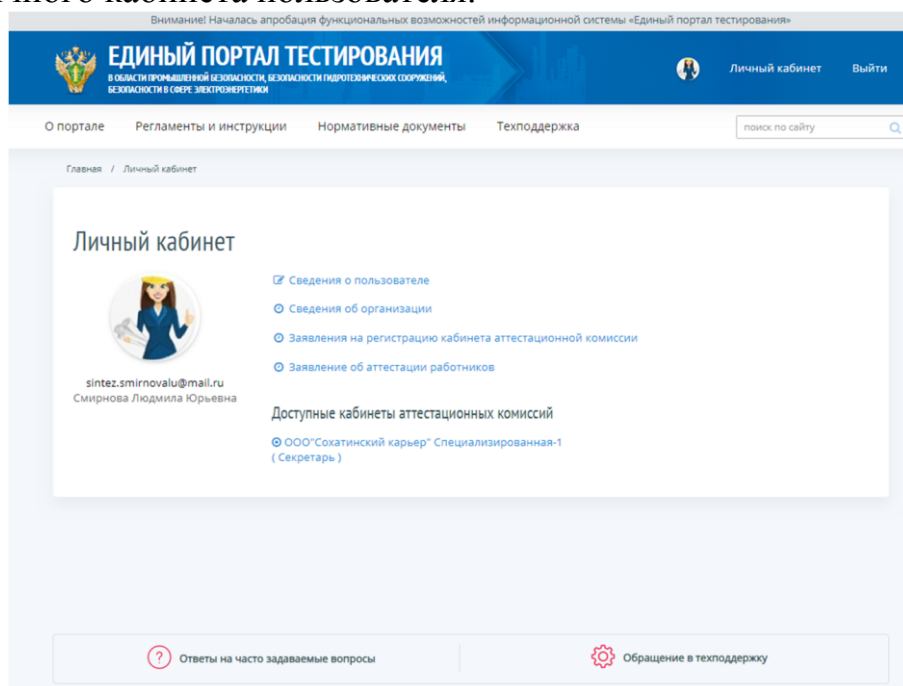 чного кабинета пользователя.
Внимание! Началась апробация функциональных возможностей информационной системы «Единый портал тестирования»
ЕДИНЫЙ ПОРТАЛ ТЕСТИРОВАНИЯ
В ОБЛАСТИ ПРОМЫШЛЕННОЙ БЕЗОПАСНОСТИ, БЕЗОПАСНОСТИ ГИДРОТЕХНИЧЕСКИХ СООРУЖЕНИЙ,
БЕЗОПАСНОСТИ В СФЕРЕ ЭЛЕКТРОЭНЕРГЕТИКИ
Личный кабинет Выйти
О портале Регламенты и инструкции Нормативные документы Техподдержка поиск по сайту
Главная / Личный кабинет
Личный кабинет
Сведения о пользователе
Сведения об организации
Заявления на регистрацию кабинета аттестационной комиссии
Заявление об аттестации работников
sintez.smirnovalu@mail.ru
Смирнова Людмила Юрьевна
Доступные кабинеты аттестационных комиссий
ООО"Сохатинский карьер" Специализированная-1
( Секретарь )
Ответы на часто задаваемые вопросы
Обращение в техподдержку